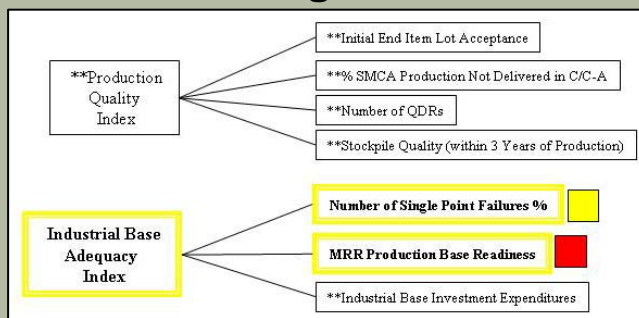 **Production
Quality
Index
**Initial End Item Lot Acceptance
**% SMCA Production Not Delivered in C/C-A
**Number of QDRs
**Stockpile Quality (within 3 Years of Production)
Industrial Base
Adequacy
Index
Number of Single Point Failures %
MRR Production Base Readiness
**Industrial Base Investment Expenditures